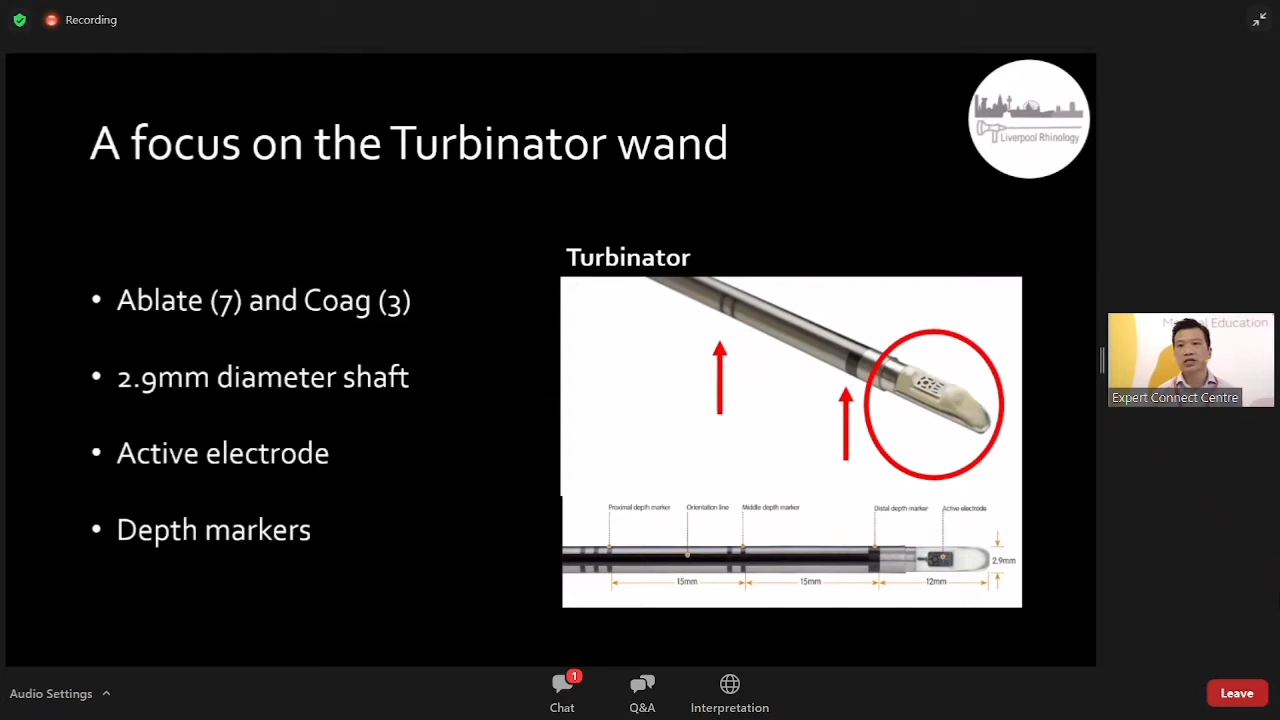 Recording
A focus on the Turbinator wand
Liverpool Rhinology
Turbinator
• Ablate (7) and Coag (3)
• 2.9mm diameter shaft
• Active electrode
• Depth markers
Proximal depth marker
Orientation line
Middle depth marker
Distal depth marker
Active electrode
2.9mm
15mm
15mm
12mm
Education
Expert Connect Centre
Audio Settings
1
Chat
Q&A
Interpretation
Leave